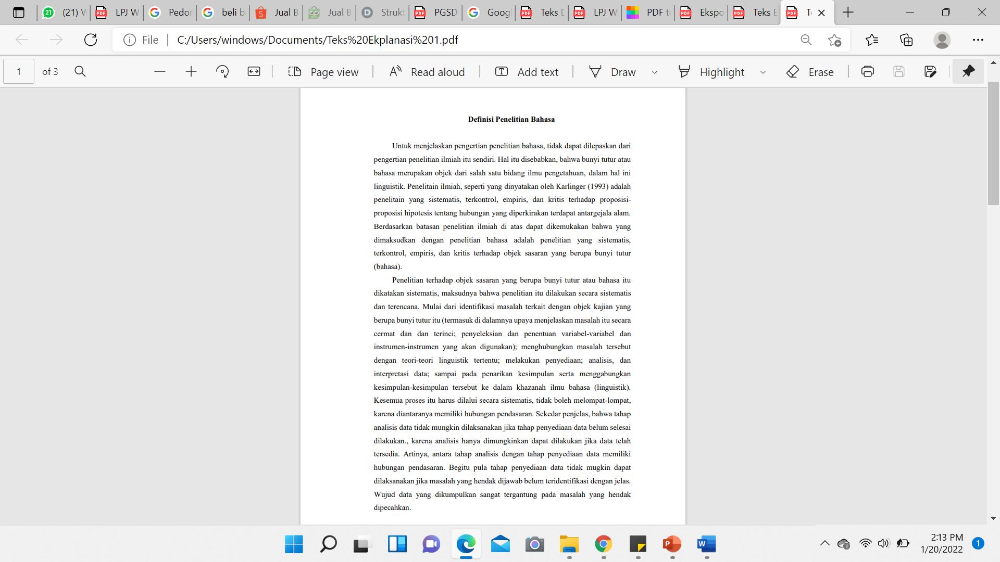 (21) W
LPJ W
Pedor
beli b
Jual B
Jual B
Strukt
PGSD
Goog
Teks D
LPJ W
PDF to
Ekspo
Teks E
File
C:/Users/windows/Documents/Teks%20Ekplanasi%201.pdf
1 of 3
Page view
Read aloud
Add text
Draw
Highlight
Erase
Definisi Penelitian Bahasa
Untuk menjelaskan pengertian penelitian bahasa, tidak dapat dilepaskan dari
pengertian penelitian ilmiah itu sendiri. Hal itu disebabkan, bahwa bunyi tutur atau
bahasa merupakan objek dari salah satu bidang ilmu pengetahuan, dalam hal ini
linguistik. Penelitain ilmiah, seperti yang dinyatakan oleh Karlinger (1993) adalah
penelitain yang sistematis, terkontrol, empiris, dan kritis terhadap proposisi-
proposisi hipotesis tentang hubungan yang diperkirakan terdapat antargejala alam.
Berdasarkan batasan penelitian ilmiah di atas dapat dikemukakan bahwa yang
dimaksudkan dengan penelitian bahasa adalah penelitian yang sistematis,
terkontrol, empiris, dan kritis terhadap objek sasaran yang berupa bunyi tutur
(bahasa).
Penelitian terhadap objek sasaran yang berupa bunyi tutur atau bahasa itu
dikatakan sistematis, maksudnya bahwa penelitian itu dilakukan secara sistematis
dan terencana. Mulai dari identifikasi masalah terkait dengan objek kajian yang
berupa bunyi tutur itu (termasuk di dalamnya upaya menjelaskan masalah itu secara
cermat dan dan terinci; penyeleksian dan penentuan variabel-variabel dan
instrumen-instrumen yang akan digunakan); menghubungkan masalah tersebut
dengan teori-teori linguistik tertentu; melakukan penyediaan; analisis, dan
interpretasi data; sampai pada penarikan kesimpulan serta menggabungkan
kesimpulan-kesimpulan tersebut ke dalam khazanah ilmu bahasa (linguistik).
Kesemua proses itu harus dilalui secara sistematis, tidak boleh melompat-lompat,
karena diantaranya memiliki hubungan pendasaran. Sekedar penjelas, bahwa tahap
analisis data tidak mungkin dilaksanakan jika tahap penyediaan data belum selesai
dilakukan., karena analisis hanya dimungkinkan dapat dilakukan jika data telah
tersedia. Artinya, antara tahap analisis dengan tahap penyediaan data memiliki
hubungan pendasaran. Begitu pula tahap penyediaan data tidak mugkin dapat
dilaksanakan jika masalah yang hendak dijawab belum teridentifikasi dengan jelas.
Wujud data yang dikumpulkan sangat tergantung pada masalah yang hendak
dipecahkan.
2:13 PM
1/20/2022
1